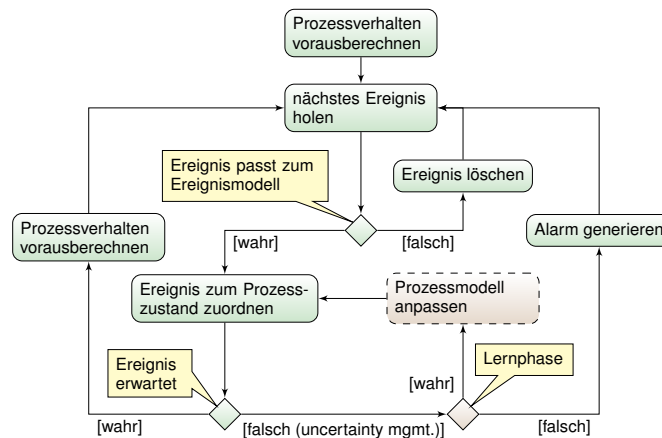 Prozessverhalten
vorausberechnen
nächstes Ereignis
holen
Ereignis passt zum
Ereignismodell
Ereignis löschen
Prozessverhalten
vorausberechnen
Alarm generieren
[wahr]
[falsch]
Ereignis zum Prozess-
zustand zuordnen
Prozessmodell
anpassen
Ereignis
erwartet
Lernphase
[wahr]
[wahr]
[falsch (uncertainty mgmt.)]
[falsch]